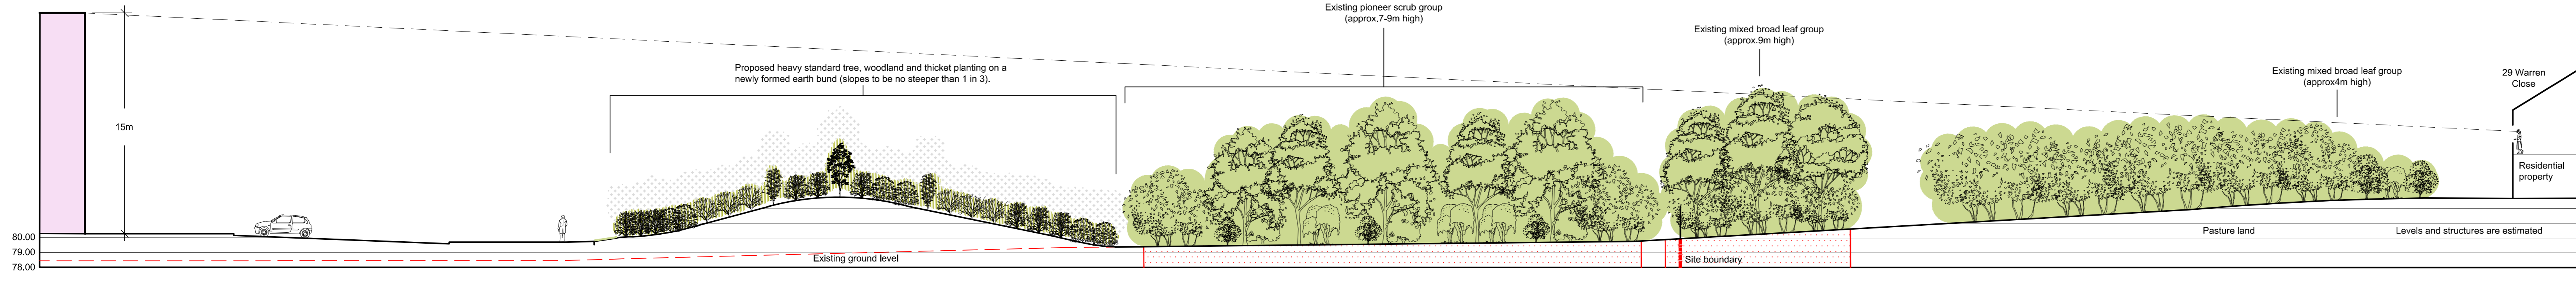 Existing pioneer scrub group
(approx.7-9m high)
Existing mixed broad leaf group
(approx.9m high)
Proposed heavy standard tree, woodland and thicket planting on a
newly formed earth bund (slopes to be no steeper than 1 in 3).
Existing mixed broad leaf group
(approx4m high)
29 Warren
Close
15m
Residential
property
80.00
79.00
78.00
Existing ground level
Site boundary
Pasture land
Levels and structures are estimated